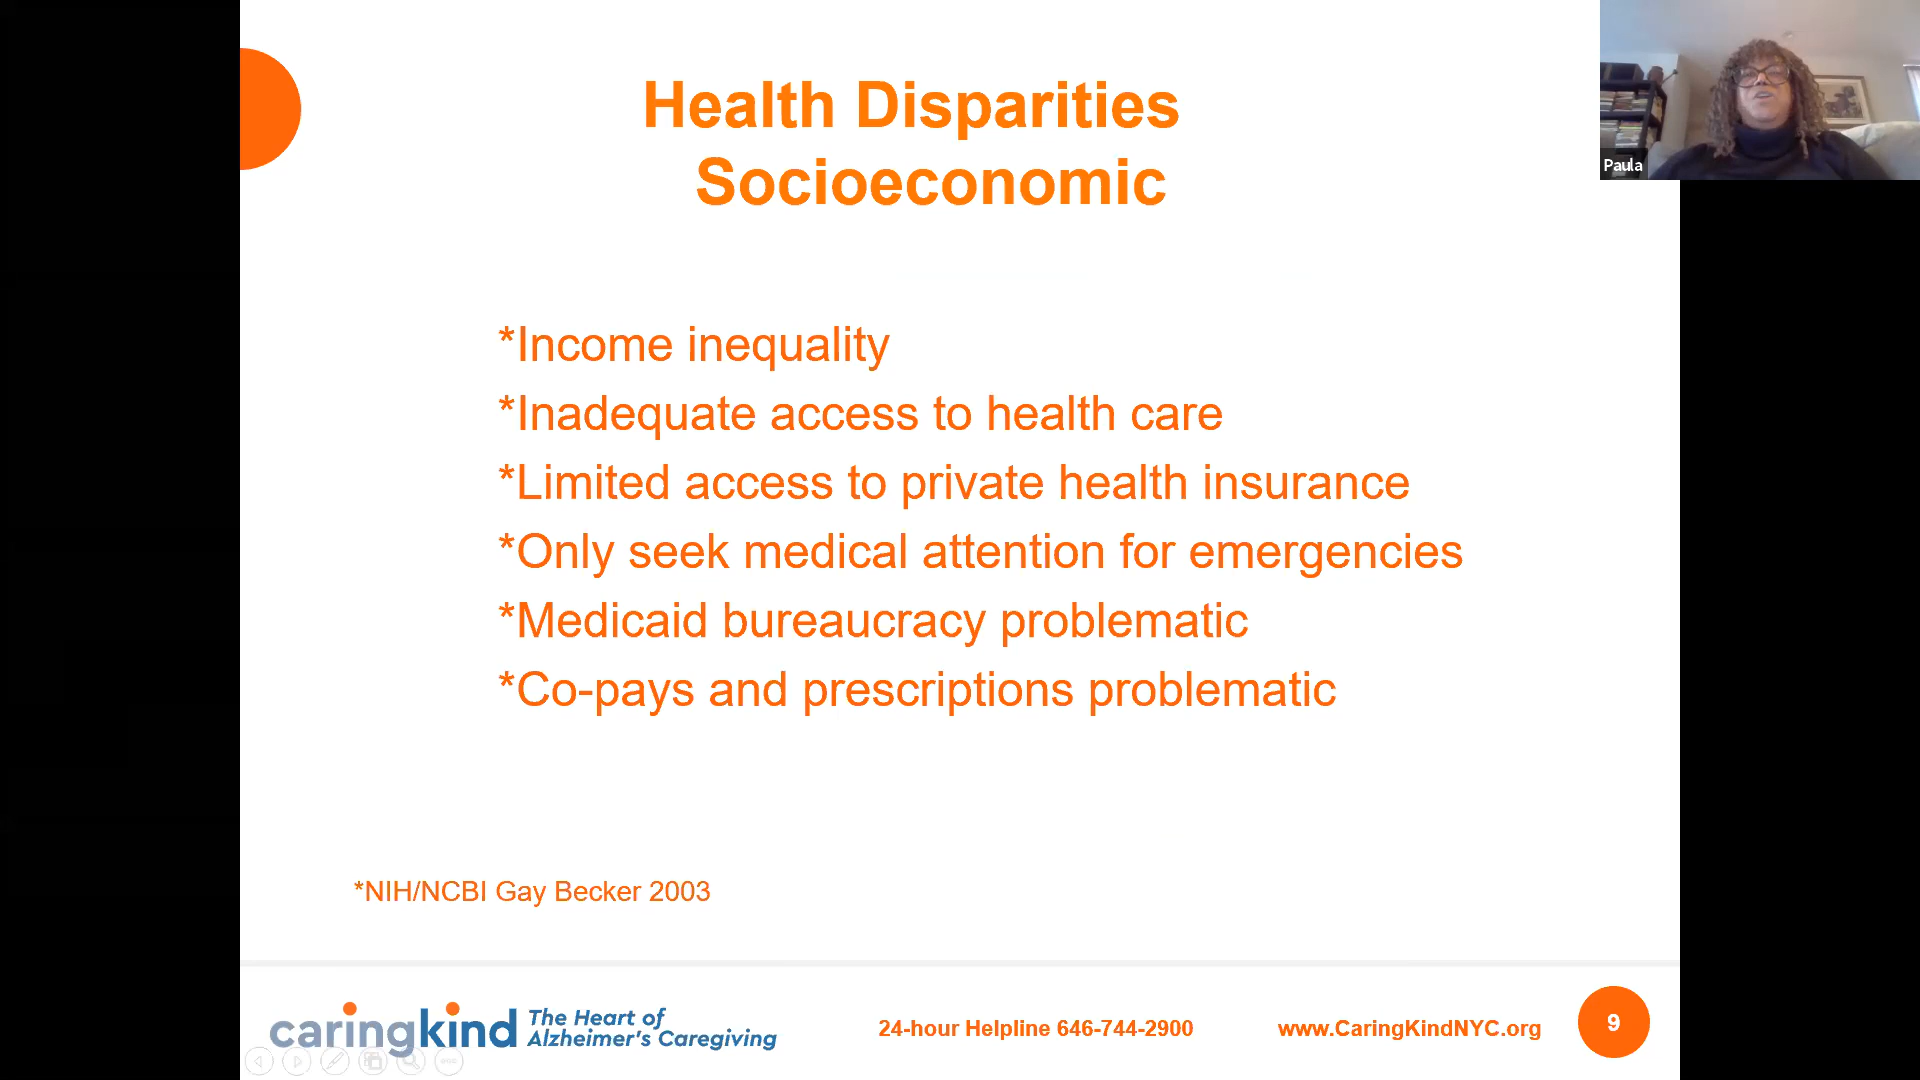 Health Disparities
Socioeconomic
Paula
*Income inequality
*Inadequate access to health care
*Limited access to private health insurance
*Only seek medical attention for emergencies
*Medicaid bureaucracy problematic
*Co-pays and prescriptions problematic
*NIH/NCBI Gay Becker 2003
caringkind The Heart of
Alzheimer's Caregiving
24-hour Helpline 646-744-2900
www.CaringKindNYC.org
9